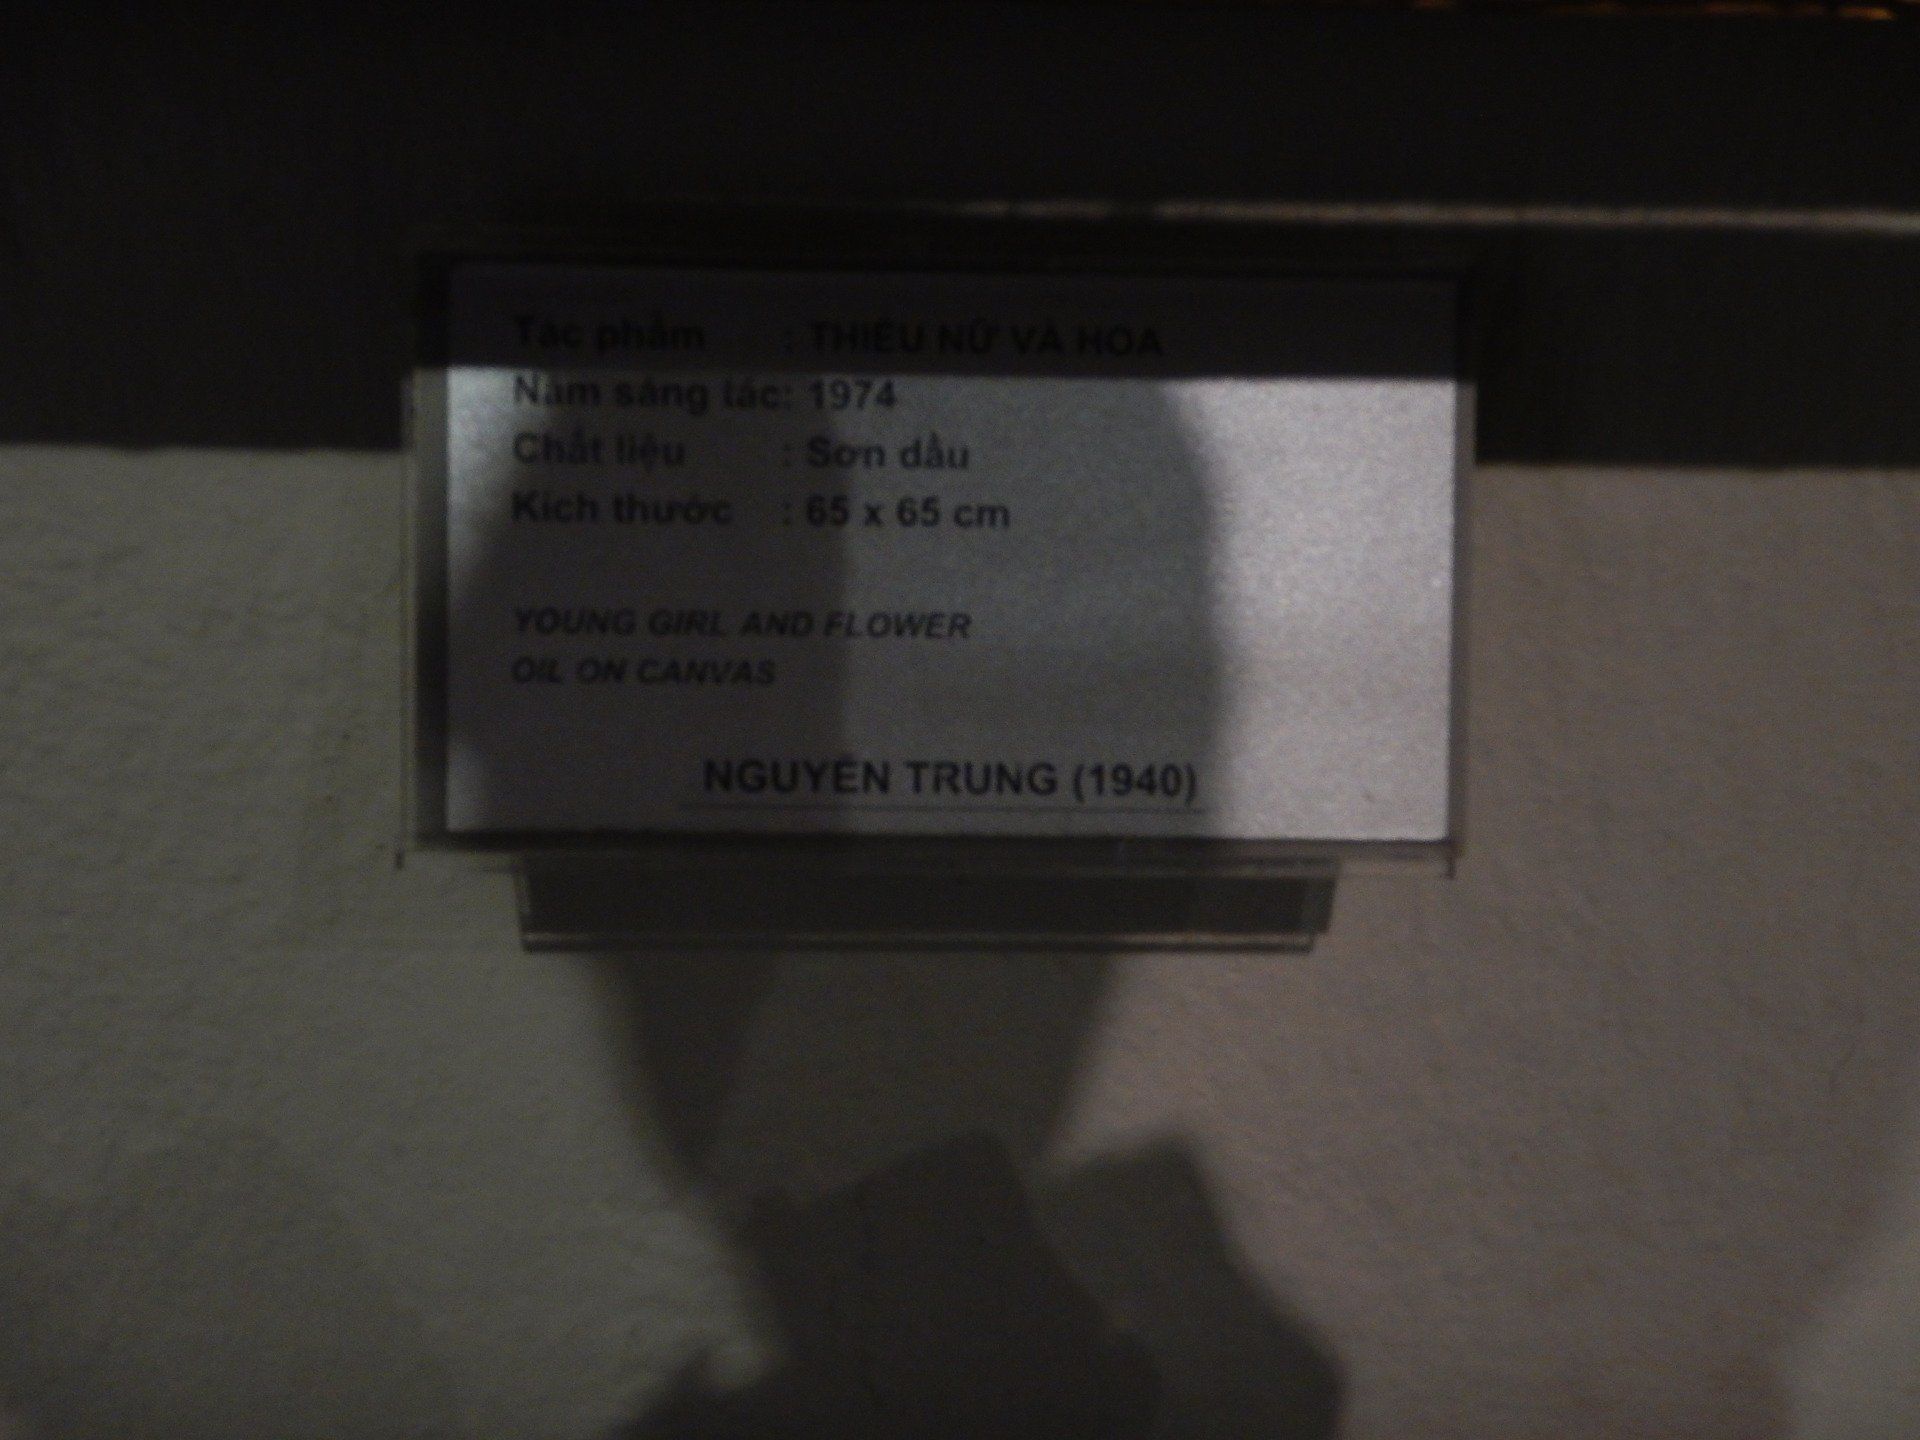 Tác phẩm : THIẾU NỮ VÀ HOA
Năm sáng tác: 1974
Chất liệu : Sơn dầu
Kích thước : 65 x 65 cm
YOUNG GIRL AND FLOWER
OIL ON CANVAS
NGUYỄN TRUNG (1940)